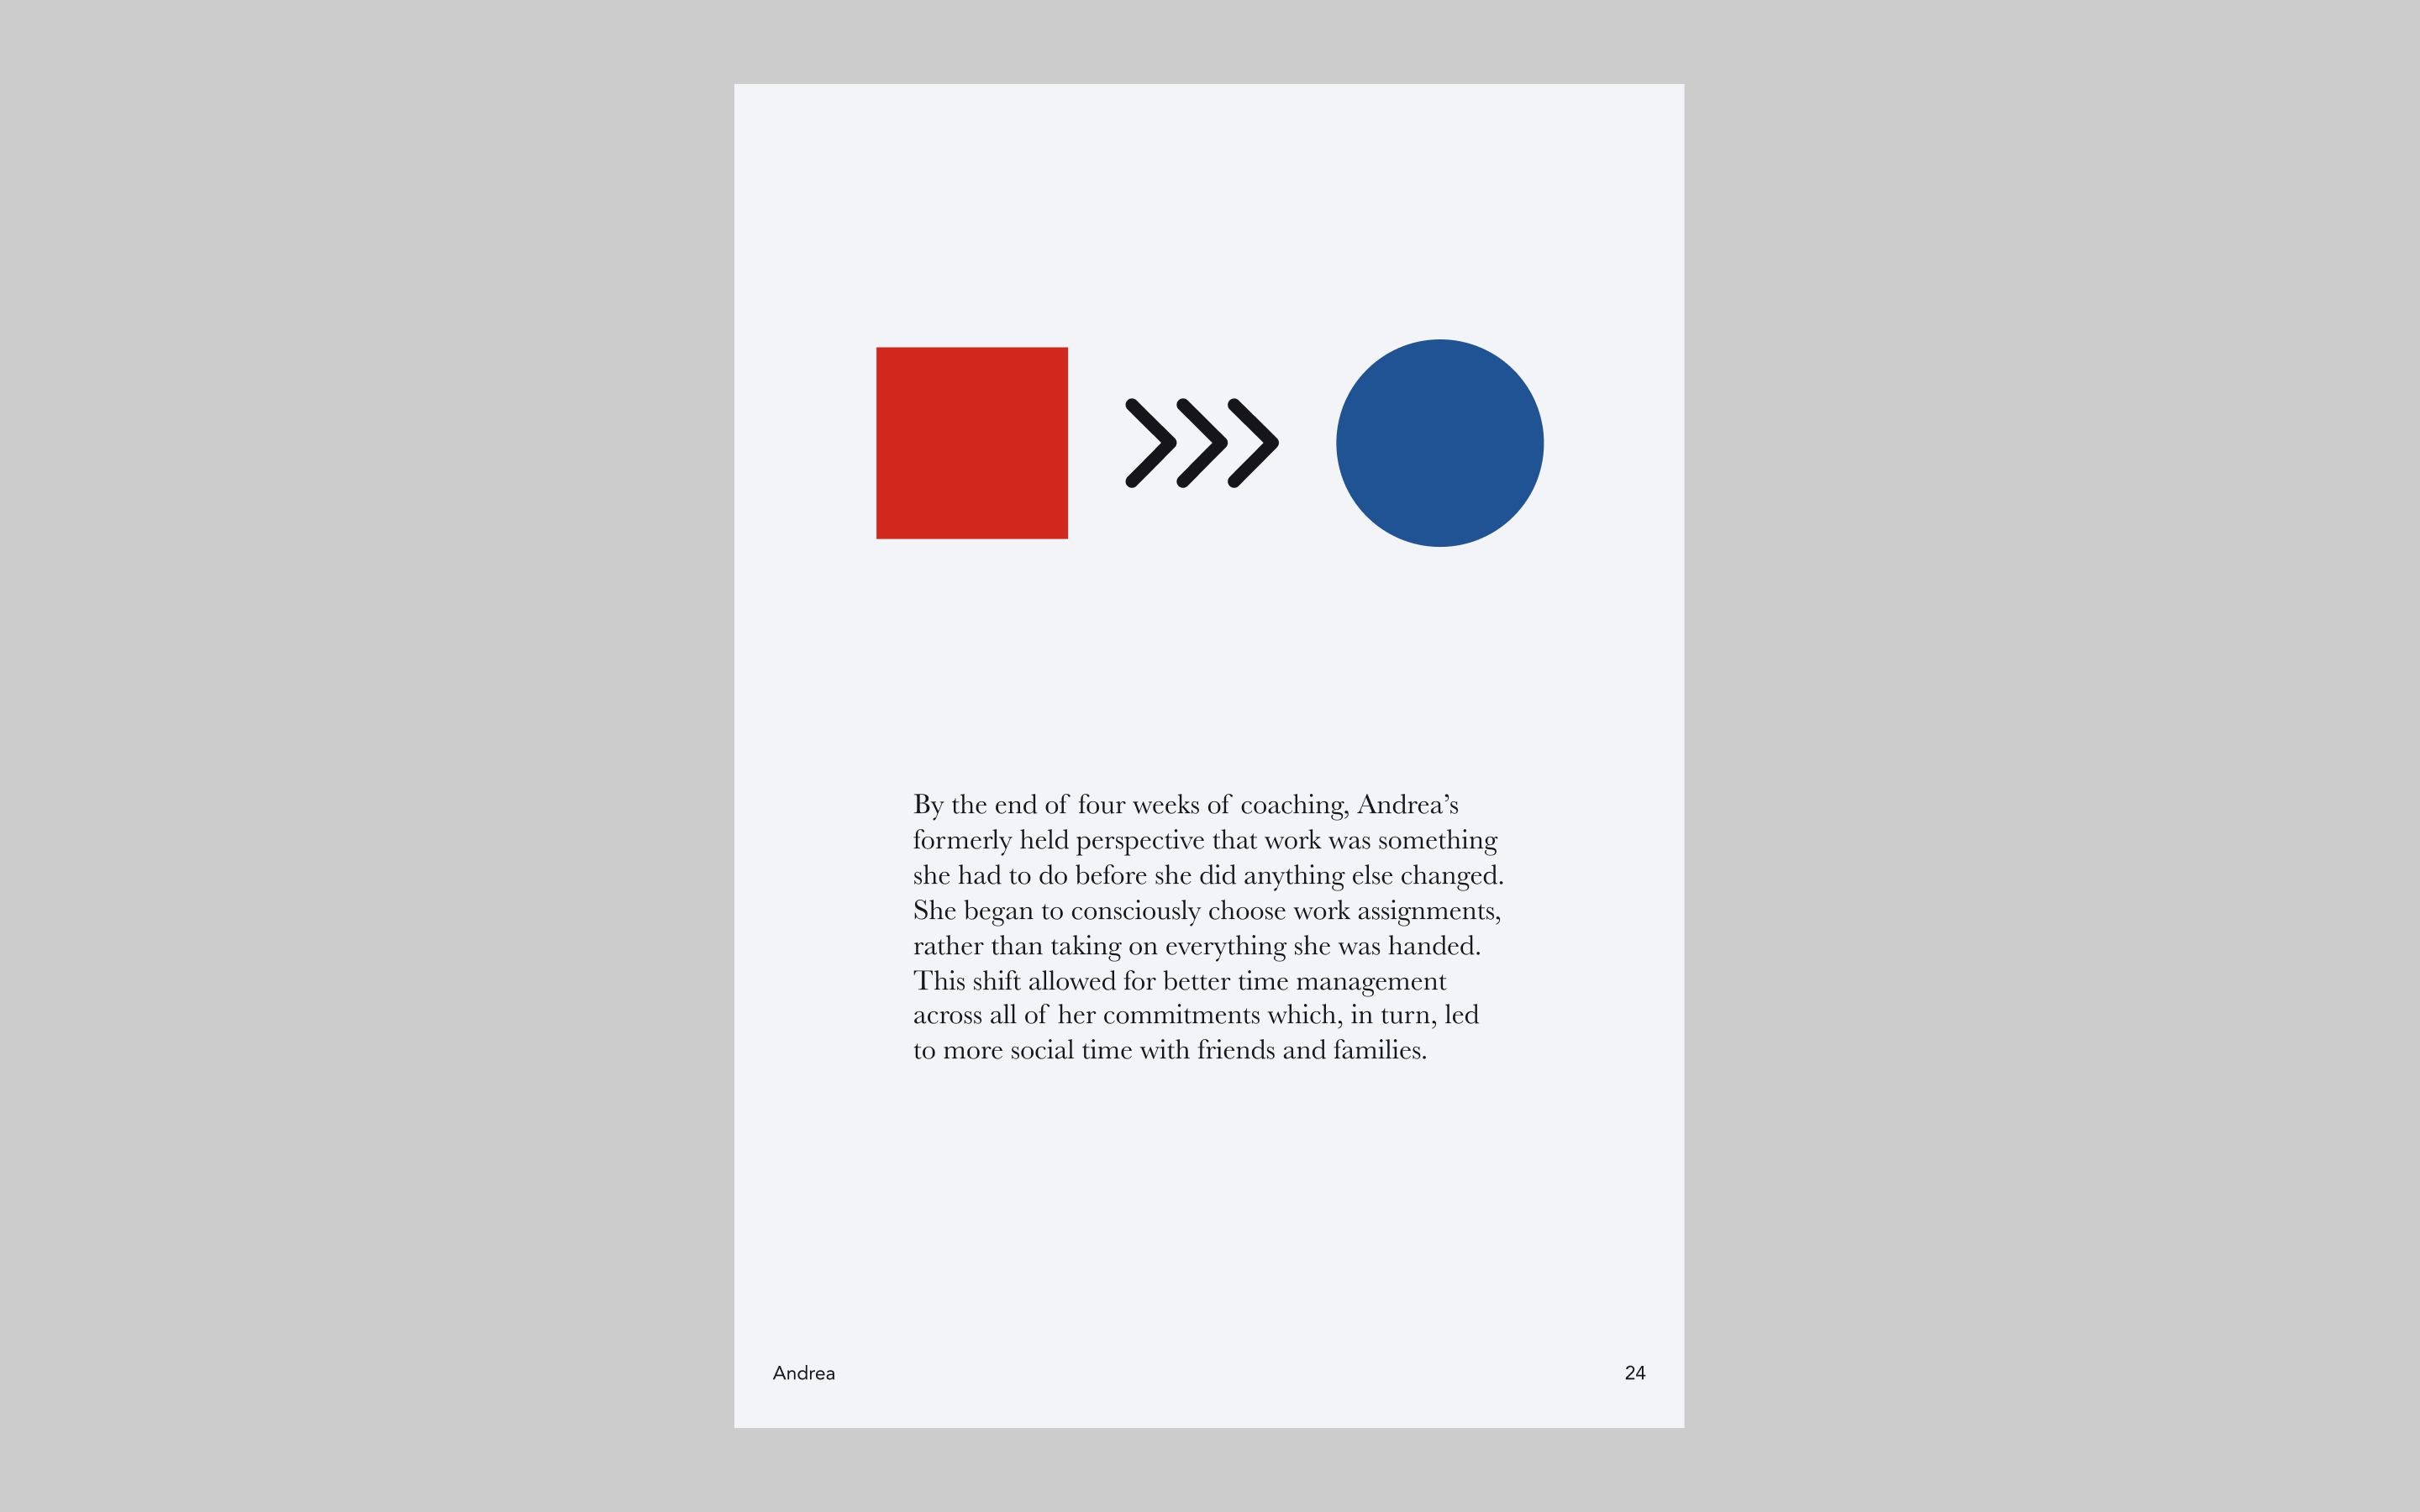 By the end of four weeks of coaching, Andrea’s
formerly held perspective that work was something
she had to do before she did anything else changed.
She began to consciously choose work assignments,
rather than taking on everything she was handed.
This shift allowed for better time management
across all of her commitments which, in turn, led
to more social time with friends and families.
Andrea
24